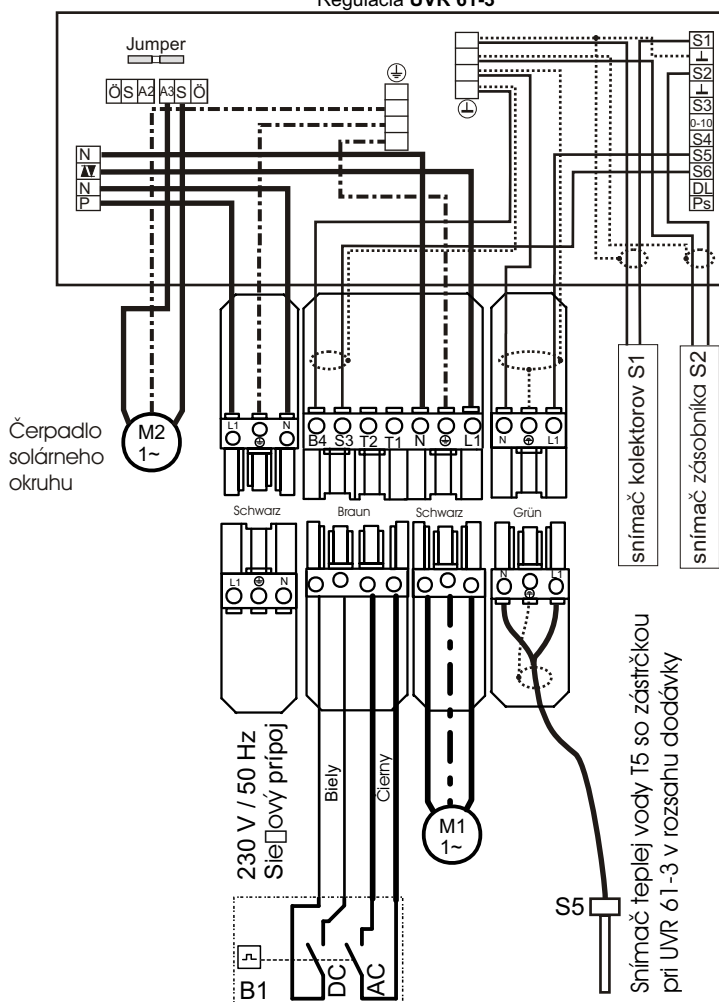 Regulácia UVR 61-3
Jumper
Ö S A2 A3 S Ö
N
N
P
S1
S2
S3
0-10
S4
S5
S6
DL
Ps
Čerpadlo
solárneho
okruhu
M2
1~
L1 N
B4 S3 T2 T1 N L1
N L1
snímač kolektorov S1
snímač zásobníka S2
Schwarz Braun Schwarz Grün
L1 N
N L1
230 V / 50 Hz
Sie▯ový prípoj
Biely
Cierny
M1
1~
Snímač teplej vody T5 so zástrčkou
pri UVR 61-3 v rozsahu dodávky
S5
B1
DC
AC